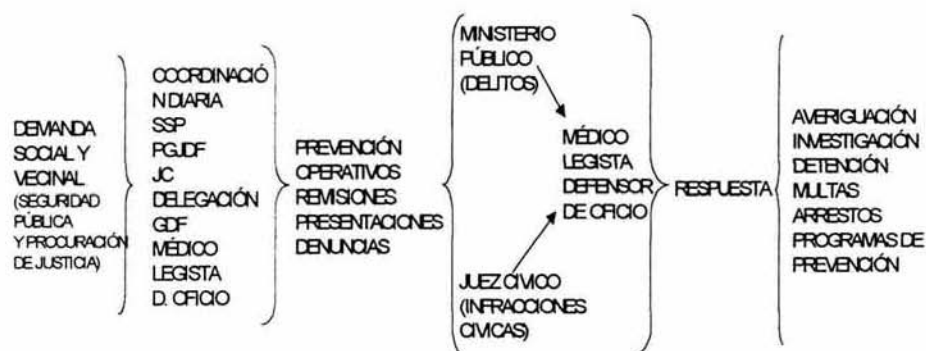 DEMANDA
SOCIAL Y
VECINAL
(SEGURIDAD
PÚBLICA
Y PROCURACIÓN
DE JUSTICIA)
COORDINACIÓ
N DIARIA
SSP
PGJDF
JC
DELEGACIÓN
GDF
MÉDICO
LEGISTA
D. OFICIO
PREVENCIÓN
OPERATIVOS
REMISIONES
PRESENTACIONES
DENUNCIAS
MINISTERIO
PÚBLICO
(DELITOS)
JUEZ CÍVICO
(INFRACCIONES
CIVICAS)
MÉDICO
LEGISTA
DEFENSOR
DE OFICIO
RESPUESTA
AVERIGUACIÓN
INVESTIGACIÓN
DETENCIÓN
MULTAS
ARRESTOS
PROGRAMAS DE
PREVENCIÓN